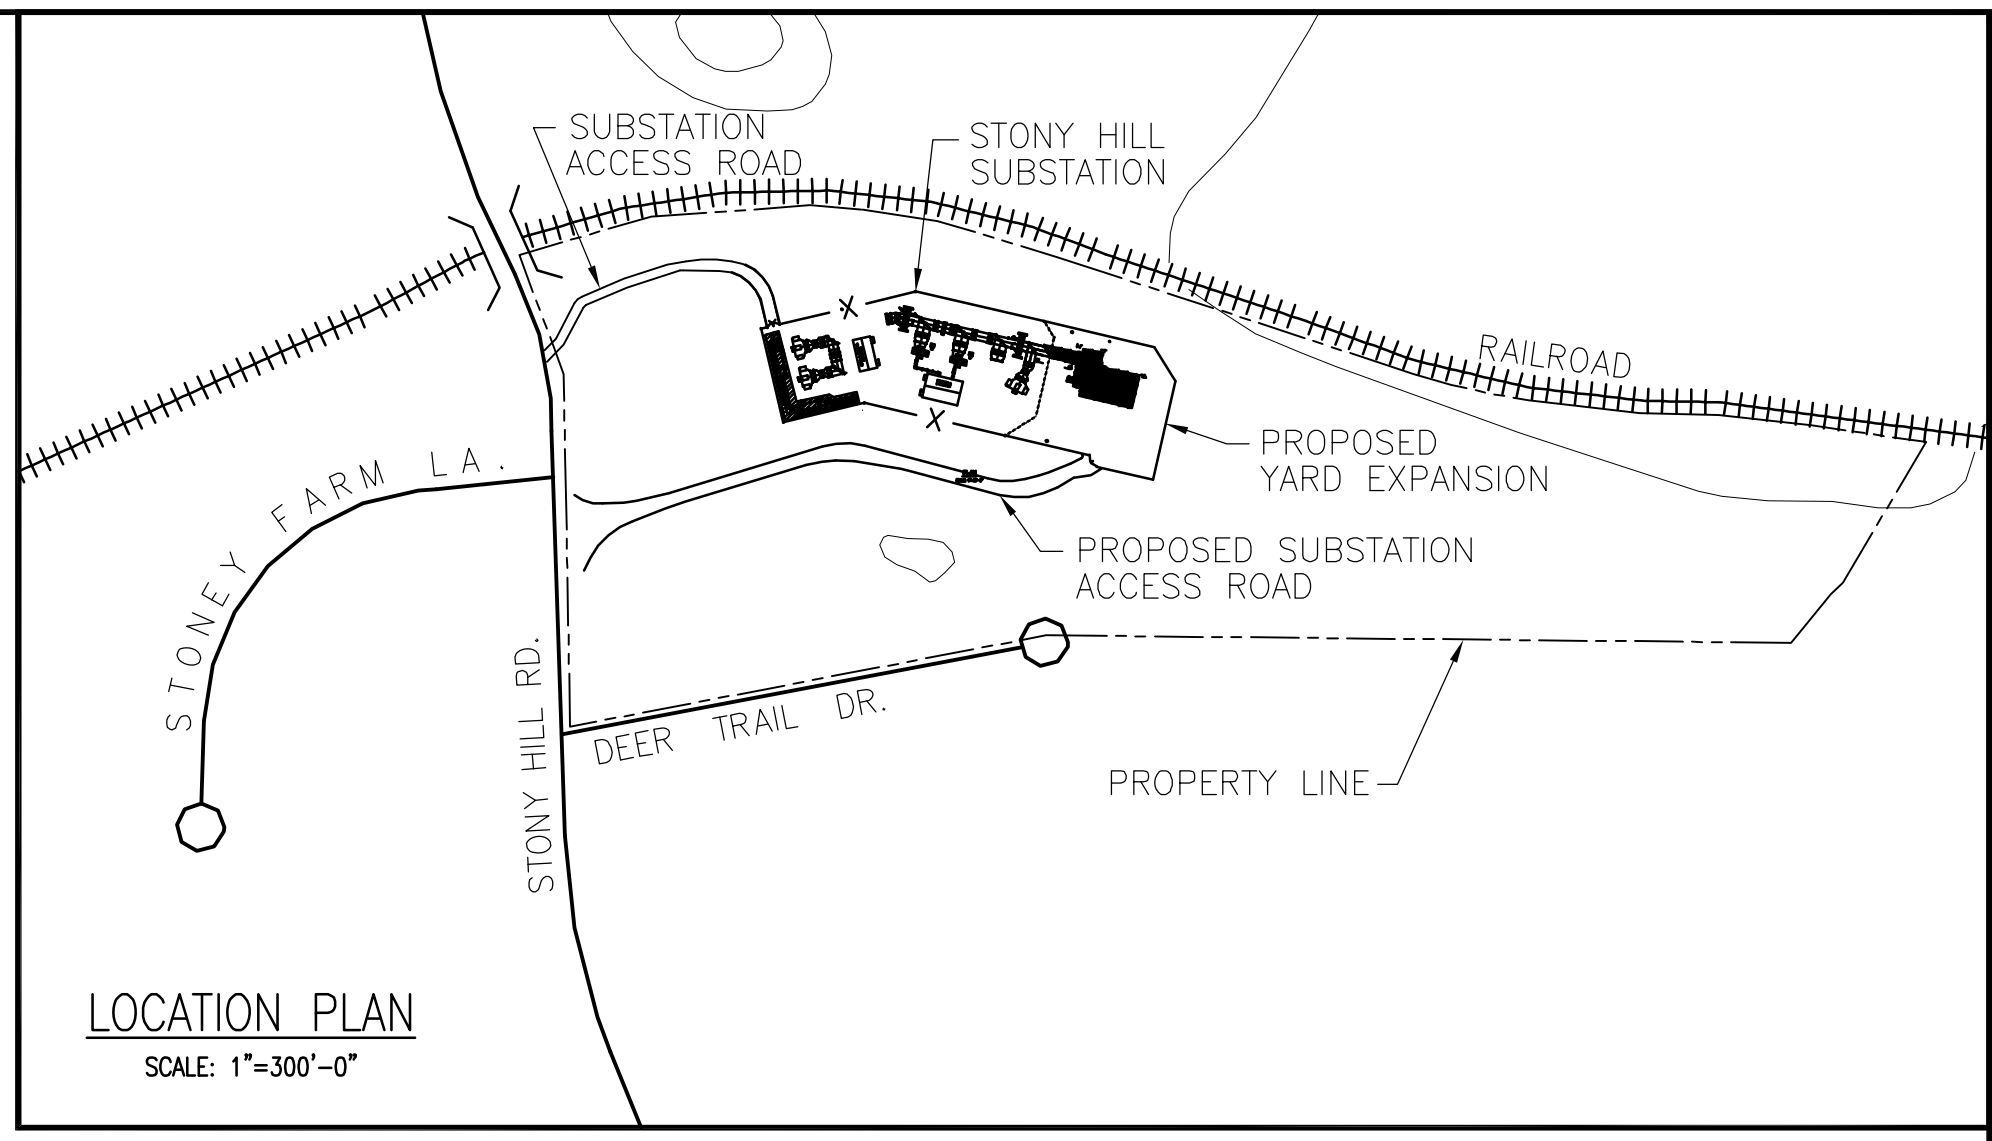 SUBSTATION
ACCESS ROAD
STONY HILL
SUBSTATION
RAILROAD
PROPOSED
YARD EXPANSION
STONEY FARM LA.
PROPOSED SUBSTATION
ACCESS ROAD
STONY HILL RD.
DEER TRAIL DR.
PROPERTY LINE
LOCATION PLAN
SCALE: 1"=300'-0"